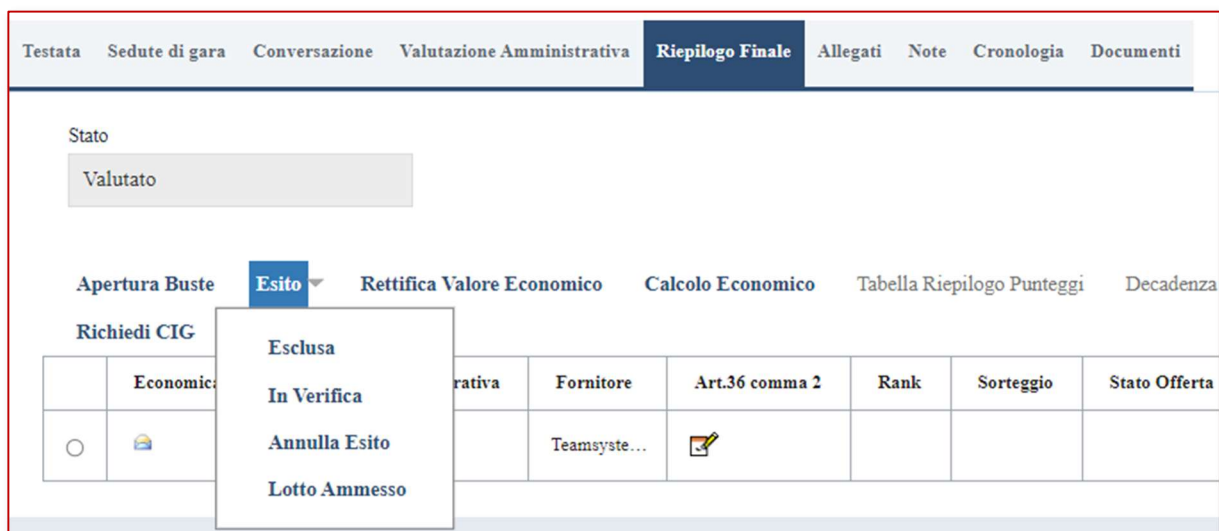 Testata Sedute di gara Conversazione Valutazione Amministrativa Riepilogo Finale Allegati Note Cronologia Documenti
Stato
Valutato
Apertura Buste Esito Rettifica Valore Economico Calcolo Economico Tabella Riepilogo Punteggi Decadenza
Richiedi CIG
Esclusa
In Verifica
Annulla Esito
Lotto Ammesso
Economica rativa Fornitore Art.36 comma 2 Rank Sorteggio Stato Offerta
Teamsyste...